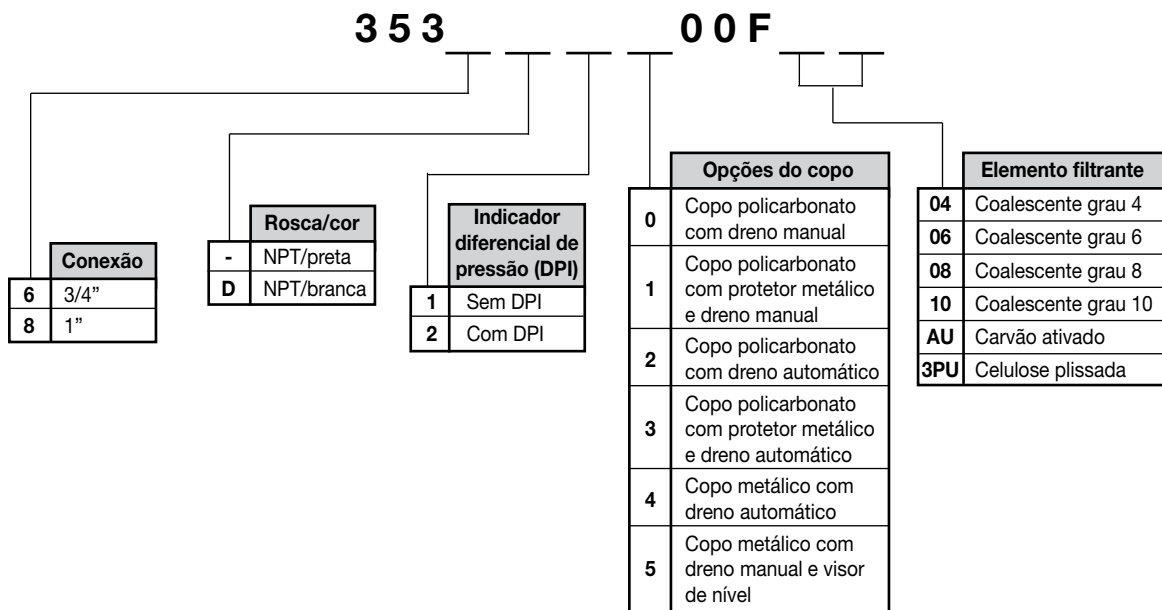 353 00F
Conexão
6 3/4”
8 1”
Rosca/cor
- NPT/preta
D NPT/branca
Indicador
diferencial de
pressão (DPI)
1 Sem DPI
2 Com DPI
Opções do copo
0 Copo policarbonato
com dreno manual
1 Copo policarbonato
com protetor metálico
e dreno manual
2 Copo policarbonato
com dreno automático
3 Copo policarbonato
com protetor metálico
e dreno automático
4 Copo metálico com
dreno automático
5 Copo metálico com
dreno manual e visor
de nível
Elemento filtrante
04 Coalescente grau 4
06 Coalescente grau 6
08 Coalescente grau 8
10 Coalescente grau 10
AU Carvão ativado
3PU Celulose plissada